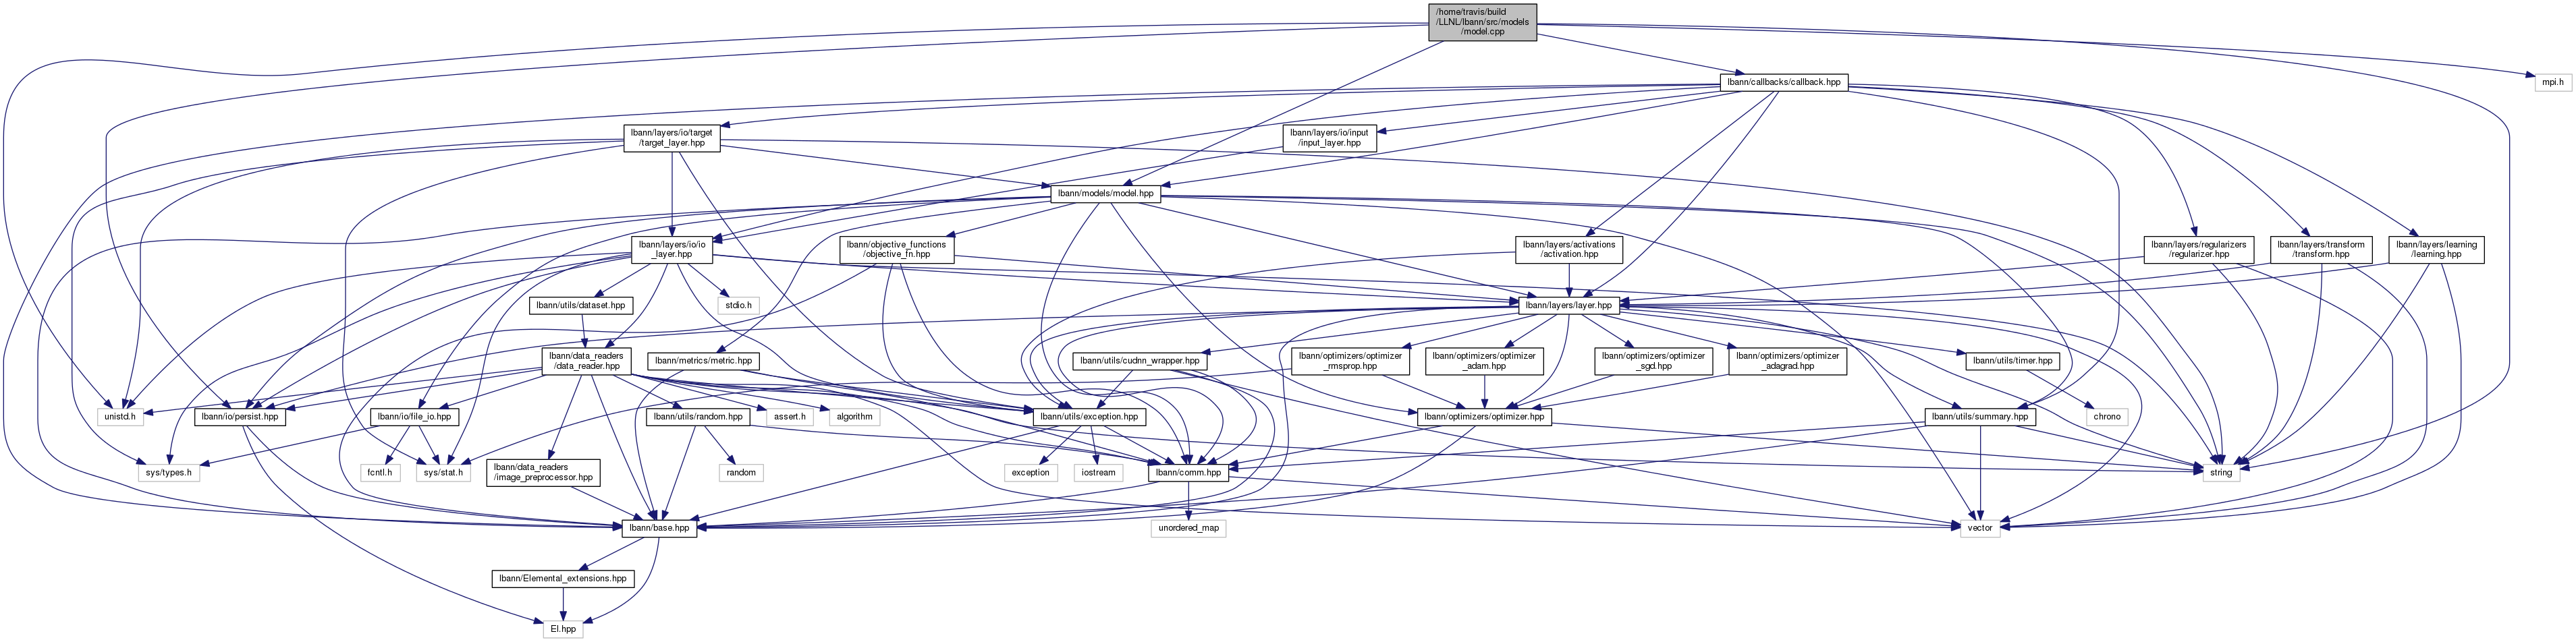 /home/travis/build
/LLNL/lbann/src/models
/model.cpp
lbann/callbacks/callback.hpp
mpi.h
lbann/layers/io/target
/target_layer.hpp
lbann/layers/io/input
/input_layer.hpp
lbann/models/model.hpp
lbann/layers/io/io
_layer.hpp
lbann/objective_functions
/objective_fn.hpp
lbann/layers/activations
/activation.hpp
lbann/layers/regularizers
/regularizer.hpp
lbann/layers/transform
/transform.hpp
lbann/layers/learning
/learning.hpp
lbann/utils/dataset.hpp
stdio.h
lbann/layers/layer.hpp
lbann/data_readers
/data_reader.hpp
lbann/metrics/metric.hpp
lbann/utils/cudnn_wrapper.hpp
lbann/optimizers/optimizer
_rmsprop.hpp
lbann/optimizers/optimizer
_adam.hpp
lbann/optimizers/optimizer
_sgd.hpp
lbann/optimizers/optimizer
_adagrad.hpp
lbann/utils/timer.hpp
unistd.h
lbann/io/persist.hpp
lbann/io/file_io.hpp
lbann/utils/random.hpp
assert.h
algorithm
lbann/utils/exception.hpp
lbann/optimizers/optimizer.hpp
lbann/utils/summary.hpp
chrono
sys/types.h
fcntl.h
sys/stat.h
lbann/data_readers
/image_preprocessor.hpp
random
exception
iostream
lbann/comm.hpp
string
lbann/base.hpp
unordered_map
vector
lbann/Elemental_extensions.hpp
El.hpp